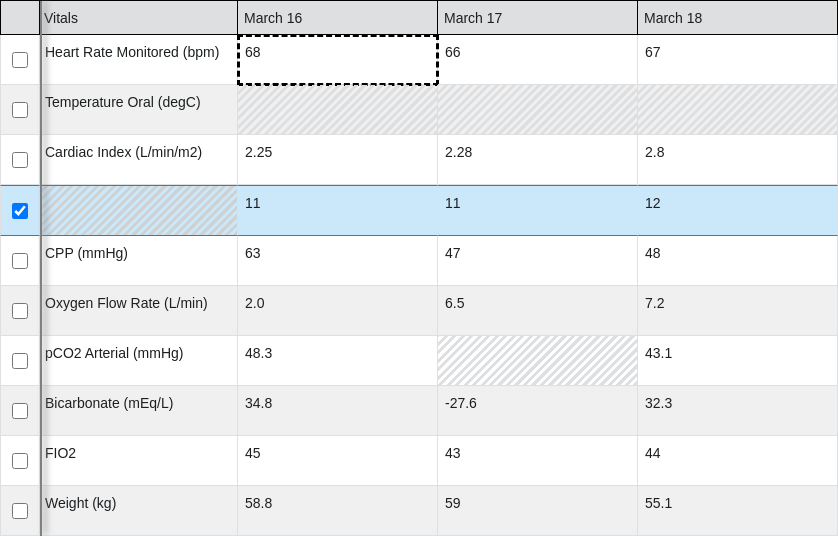 Vitals March 16 March 17 March 18
Heart Rate Monitored (bpm) 68 66 67
Temperature Oral (degC)
Cardiac Index (L/min/m2) 2.25 2.28 2.8
11 11 12
CPP (mmHg) 63 47 48
Oxygen Flow Rate (L/min) 2.0 6.5 7.2
pCO2 Arterial (mmHg) 48.3 43.1
Bicarbonate (mEq/L) 34.8 -27.6 32.3
FIO2 45 43 44
Weight (kg) 58.8 59 55.1